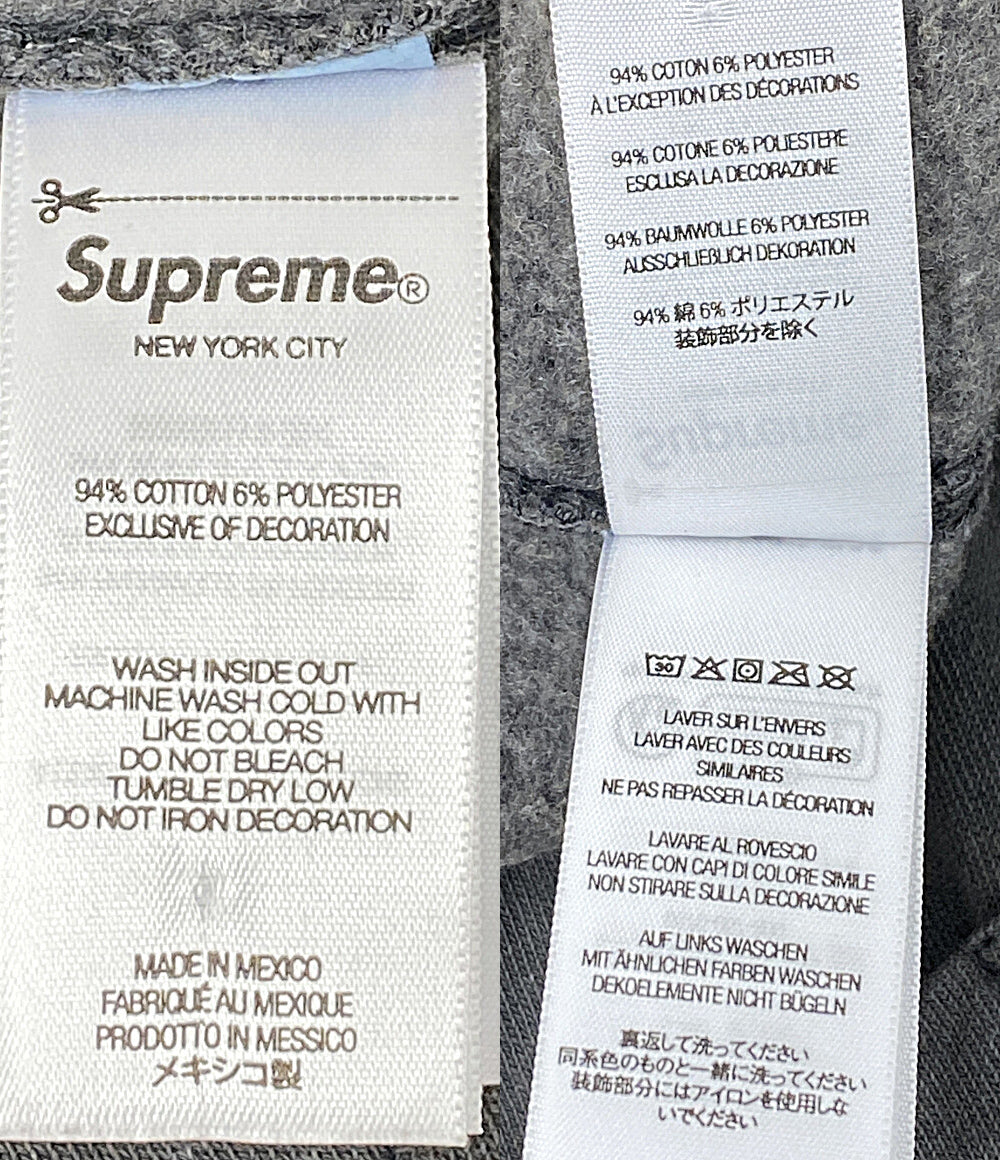 Supreme®
NEW YORK CITY
94% COTTON 6% POLYESTER
EXCLUSIVE OF DECORATION
WASH INSIDE OUT
MACHINE WASH COLD WITH
LIKE COLORS
DO NOT BLEACH
TUMBLE DRY LOW
DO NOT IRON DECORATION
MADE IN MEXICO
FABRIQUÉ AU MEXIQUE
PRODOTTO IN MESSICO
メキシコ製
94% COTON 6% POLYESTER
À L'EXCEPTION DES DÉCORATIONS
94% COTONE 6% POLIESTERE
ESCLUSA LA DECORAZIONE
94% BAUMWOLLE 6% POLYESTER
AUSSCHLIEßLICH DEKORATION
94% 綿 6% ポリエステル
装飾部分を除く
30
LAVER SUR L'ENVERS
LAVER AVEC DES COULEURS
SIMILAIRES
NE PAS REPASSER LA DÉCORATION
LAVARE AL ROVESCIO
LAVARE CON CAPI DI COLORE SIMILE
NON STIRARE SULLA DECORAZIONE
AUF LINKS WASCHEN
MIT ÄHNLICHEN FARBEN WASCHEN
DEKOELEMENTE NICHT BÜGELN
裏返して洗ってください
同系色のものと一緒に洗ってください
装飾部分にはアイロンを使用しな
いでください